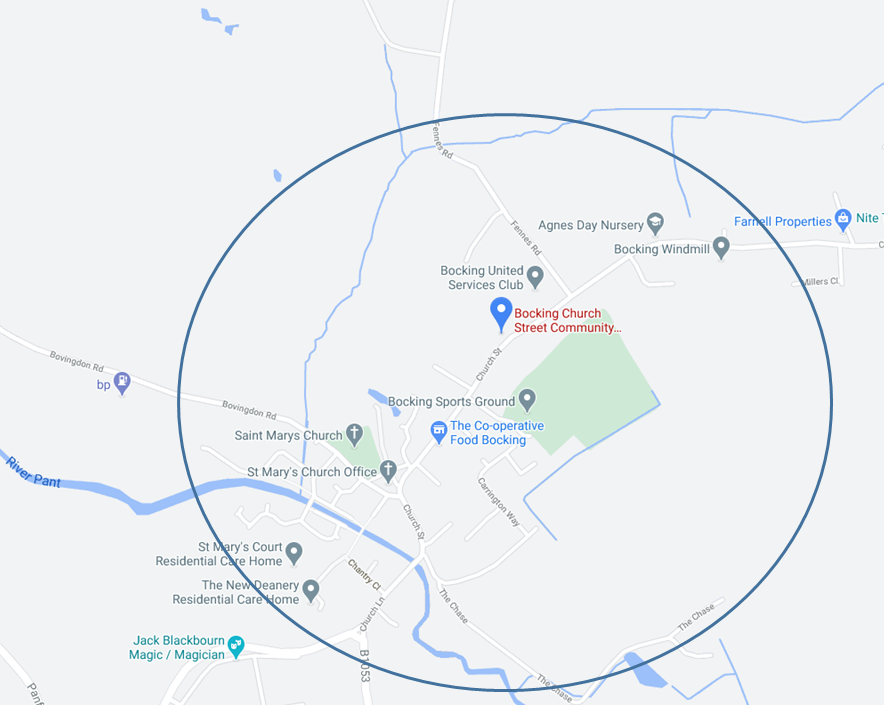 Fennes Rd
Agnes Day Nursery
Farnell Properties
Nite
Fennes Rd
Bocking Windmill
Bocking United
Services Club
Millers Cl
Bocking Church
Street Community...
Church St
Bovingdon Rd
bp
Bovingdon Rd
Bocking Sports Ground
The Co-operative
Food Bocking
Saint Marys Church
St Mary's Church Office
River Pant
Carrington Way
Church St
St Mary's Court
Residential Care Home
Chantry Cl
The New Deanery
Residential Care Home
Church Ln
The Chase
The Chase
Jack Blackbourn
Magic / Magician
B1053
The Chase